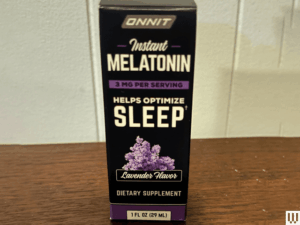 ONNIT
Instant
MELATONIN
3 MG PER SERVING
HELPS OPTIMIZE
SLEEP†
Lavender Flavor
DIETARY SUPPLEMENT
1 FL OZ (29 ML)
W